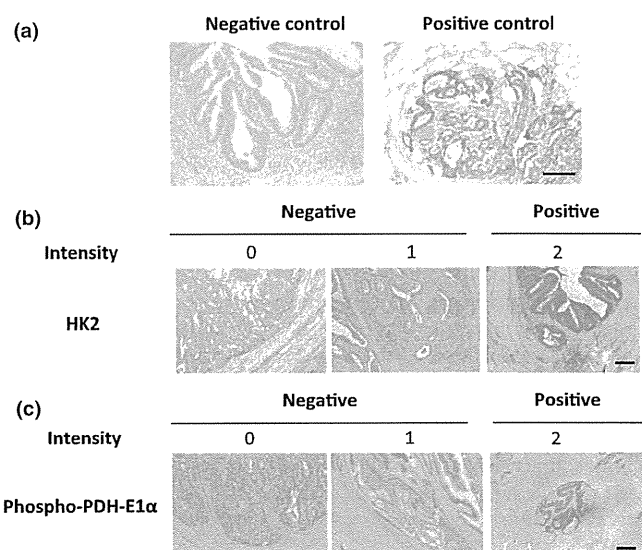 (a)
Negative control Positive control
(b)
Negative Positive
Intensity 0 1 2
HK2
(c)
Negative Positive
Intensity 0 1 2
Phospho-PDH-E1α